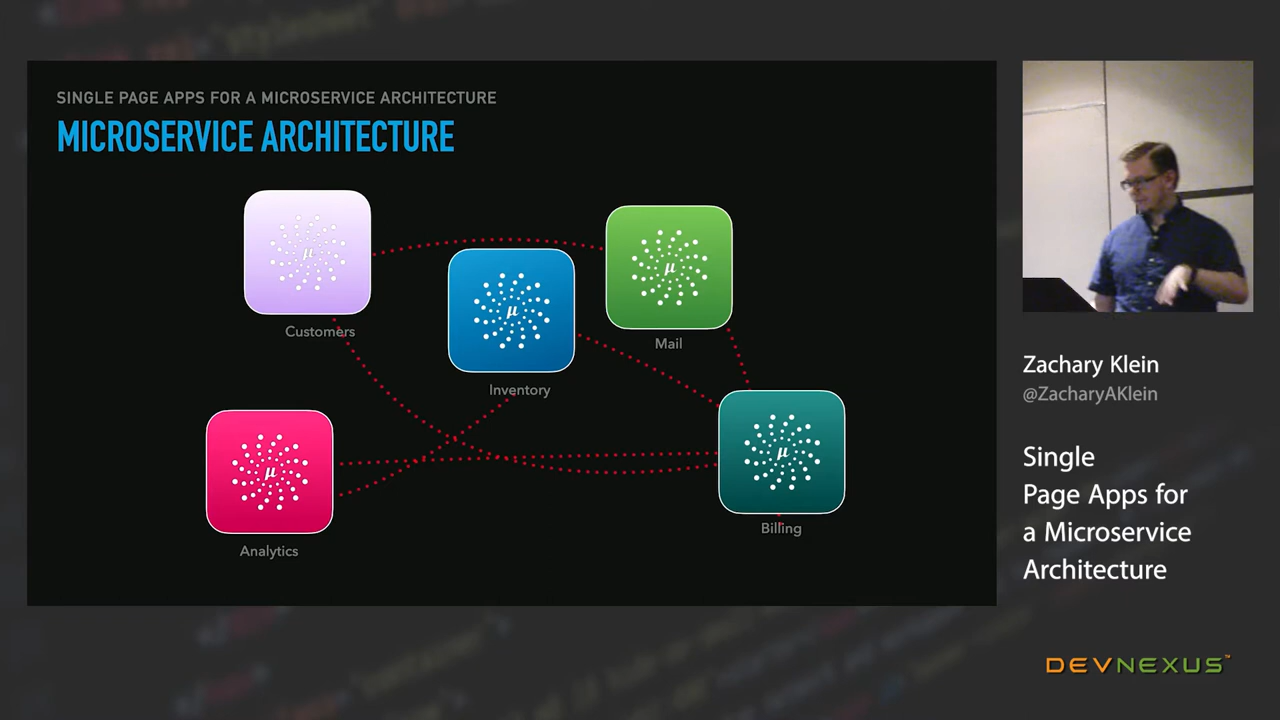 SINGLE PAGE APPS FOR A MICROSERVICE ARCHITECTURE
MICROSERVICE ARCHITECTURE
μ
Customers
μ
Inventory
μ
Mail
μ
Analytics
μ
Billing
Zachary Klein
@ZacharyAKlein
Single
Page Apps for
a Microservice
Architecture
DEVNEXUS™